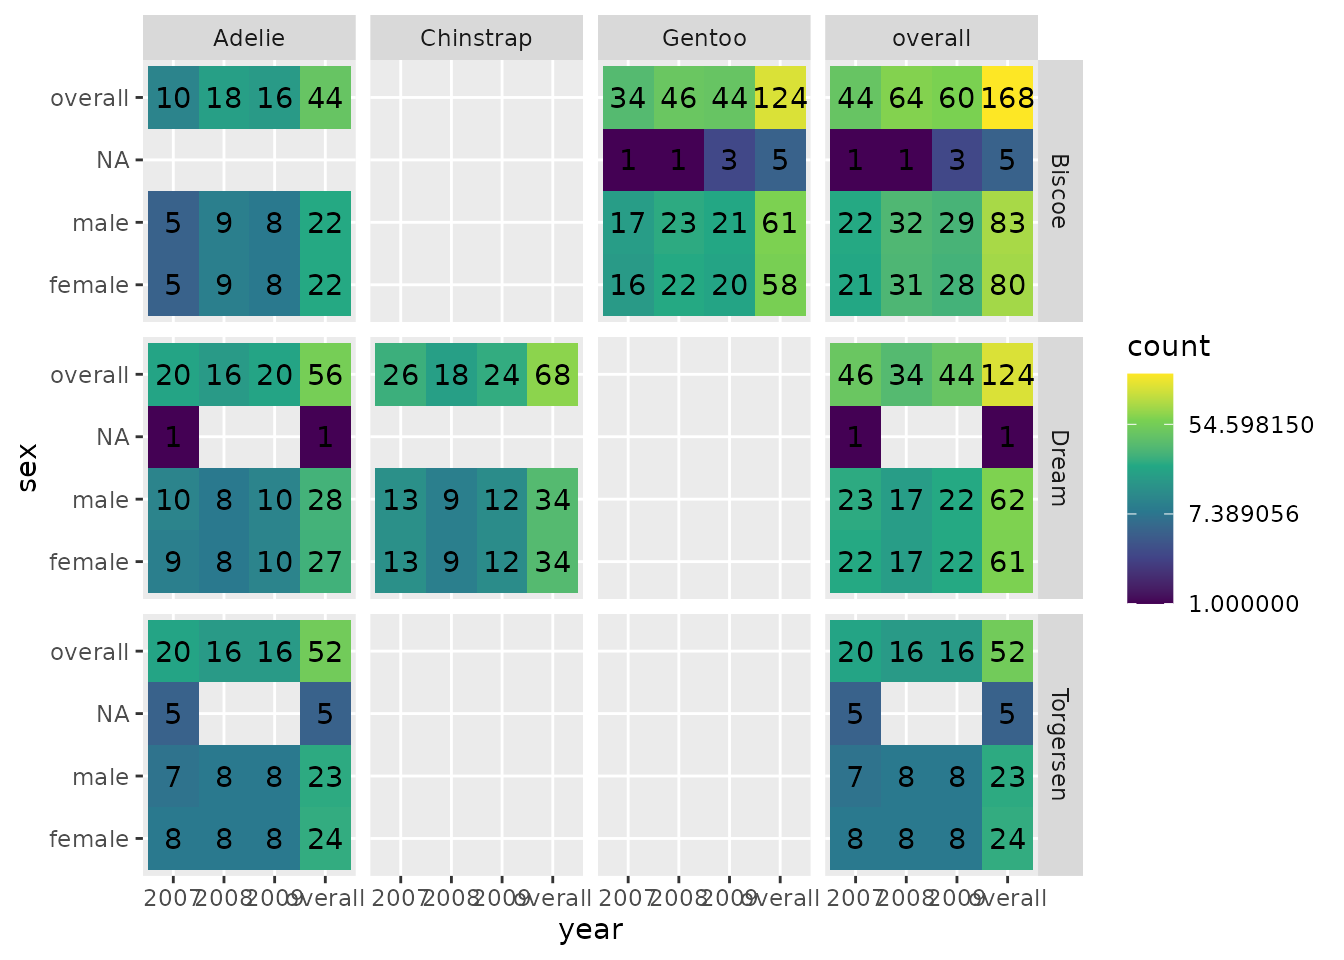 Adelie Chinstrap Gentoo overall
overall 10 18 16 44 34 46 44 124 44 64 60 168
NA 1 1 3 5 1 1 3 5
male 5 9 8 22 17 23 21 61 22 32 29 83
female 5 9 8 22 16 22 20 58 21 31 28 80
Biscoe
overall 20 16 20 56 26 18 24 68 46 34 44 124
NA 1 1 1 1
male 10 8 10 28 13 9 12 34 23 17 22 62
female 9 8 10 27 13 9 12 34 22 17 22 61
Dream
overall 20 16 16 52 20 16 16 52
NA 5 5 5 5
male 7 8 8 23 7 8 8 23
female 8 8 8 24 8 8 8 24
Torgersen
2007 2008 2009 overall 2007 2008 2009 overall 2007 2008 2009 overall 2007 2008 2009 overall
year
sex
count
54.598150
7.389056
1.000000